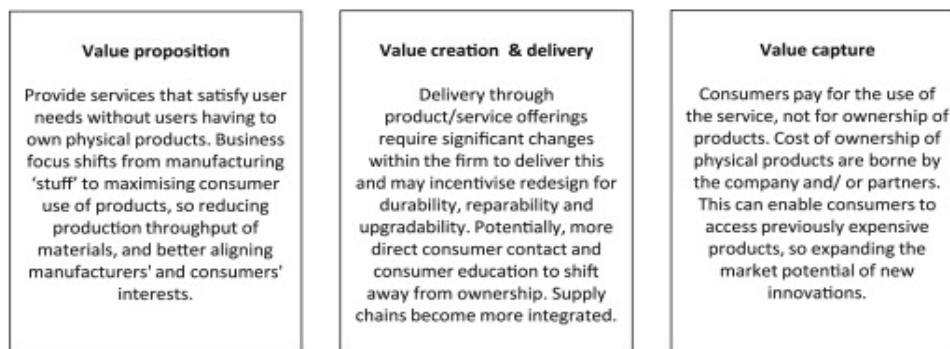 Value proposition
Provide services that satisfy user
needs without users having to
own physical products. Business
focus shifts from manufacturing
‘stuff’ to maximising consumer
use of products, so reducing
production throughput of
materials, and better aligning
manufacturers' and consumers'
interests.
Value creation & delivery
Delivery through
product/service offerings
require significant changes
within the firm to deliver this
and may incentivise redesign for
durability, reparability and
upgradability. Potentially, more
direct consumer contact and
consumer education to shift
away from ownership. Supply
chains become more integrated.
Value capture
Consumers pay for the use of
the service, not for ownership of
products. Cost of ownership of
physical products are borne by
the company and/ or partners.
This can enable consumers to
access previously expensive
products, so expanding the
market potential of new
innovations.